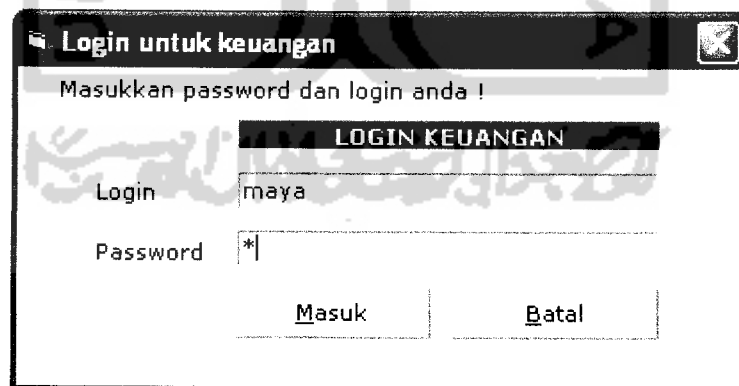 Login untuk keuangan
Masukkan password dan login anda !
LOGIN KEUANGAN
Login maya
Password *
Masuk Batal